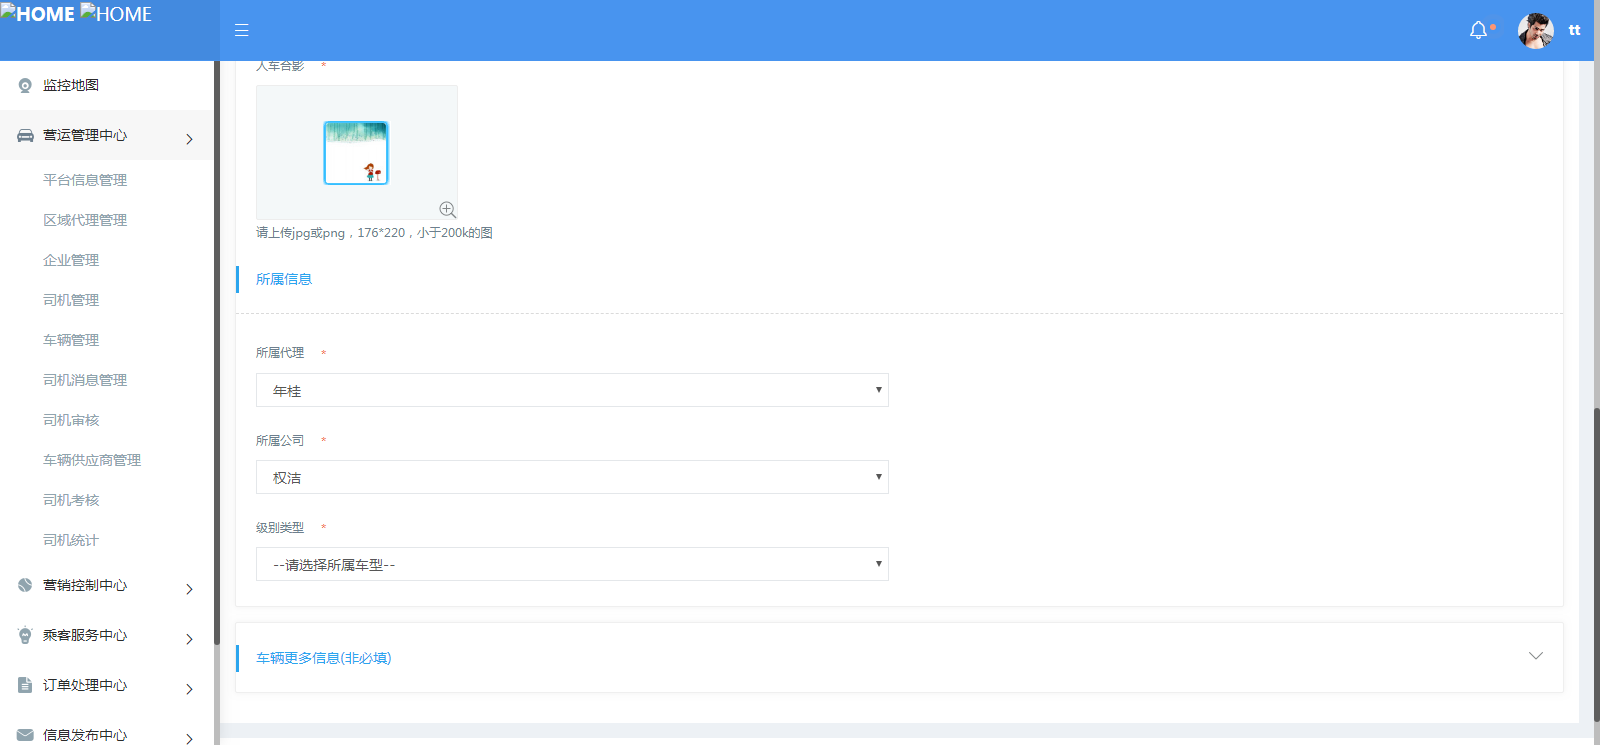 HOME HOME
tt
监控地图
营运管理中心
平台信息管理
区域代理管理
企业管理
司机管理
车辆管理
司机消息管理
司机审核
车辆供应商管理
司机考核
司机统计
营销控制中心
乘客服务中心
订单处理中心
信息发布中心
人车合影 *
请上传jpg或png，176*220，小于200k的图
所属信息
所属代理 *
年桂
所属公司 *
权洁
级别类型 *
--请选择所属车型--
车辆更多信息(非必填)